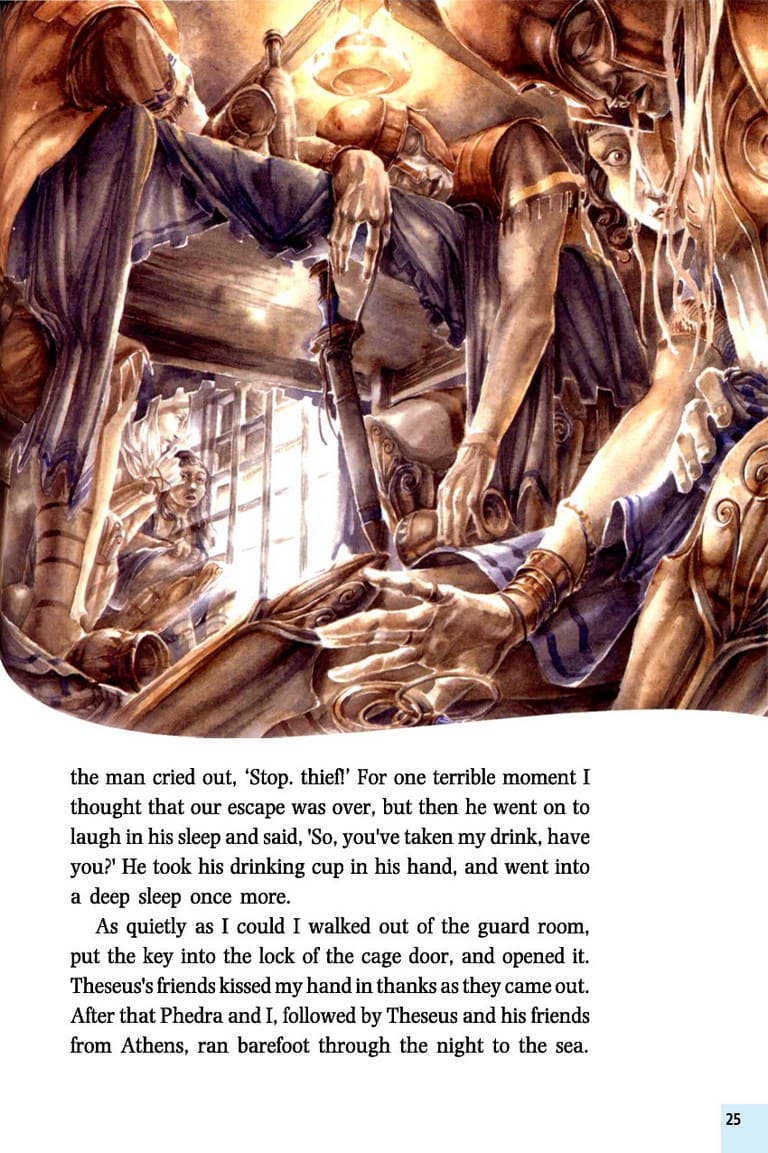 the man cried out, ‘Stop. thief!’ For one terrible moment I
thought that our escape was over, but then he went on to
laugh in his sleep and said, 'So, you've taken my drink, have
you?' He took his drinking cup in his hand, and went into
a deep sleep once more.
As quietly as I could I walked out of the guard room,
put the key into the lock of the cage door, and opened it.
Theseus's friends kissed my hand in thanks as they came out.
After that Phedra and I, followed by Theseus and his friends
from Athens, ran barefoot through the night to the sea.
25